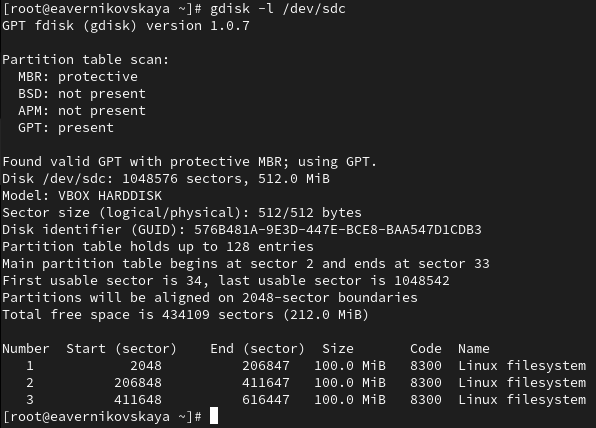 [root@eavernikovskaya ~]# gdisk -l /dev/sdc
GPT fdisk (gdisk) version 1.0.7
Partition table scan:
MBR: protective
BSD: not present
APM: not present
GPT: present
Found valid GPT with protective MBR; using GPT.
Disk /dev/sdc: 1048576 sectors, 512.0 MiB
Model: VBOX HARDDISK
Sector size (logical/physical): 512/512 bytes
Disk identifier (GUID): 576B481A-9E3D-447E-BCE8-BAA547D1CDB3
Partition table holds up to 128 entries
Main partition table begins at sector 2 and ends at sector 33
First usable sector is 34, last usable sector is 1048542
Partitions will be aligned on 2048-sector boundaries
Total free space is 434109 sectors (212.0 MiB)
Number  Start (sector)    End (sector)  Size       Code  Name
1            2048          206847   100.0 MiB   8300  Linux filesystem
2          206848          411647   100.0 MiB   8300  Linux filesystem
3          411648          616447   100.0 MiB   8300  Linux filesystem
[root@eavernikovskaya ~]#